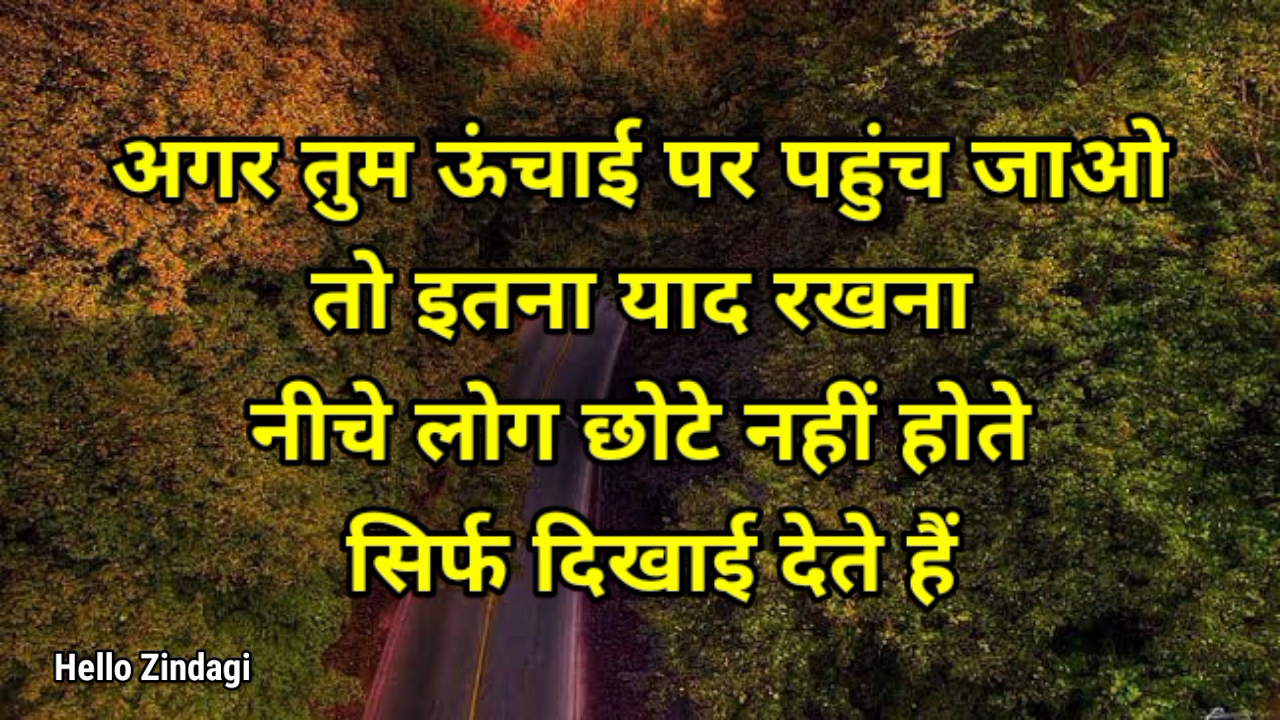 अगर तुम ऊंचाई पर पहुंच जाओ
तो इतना याद रखना
नीचे लोग छोटे नहीं होते
सिर्फ दिखाई देते हैं
Hello Zindagi